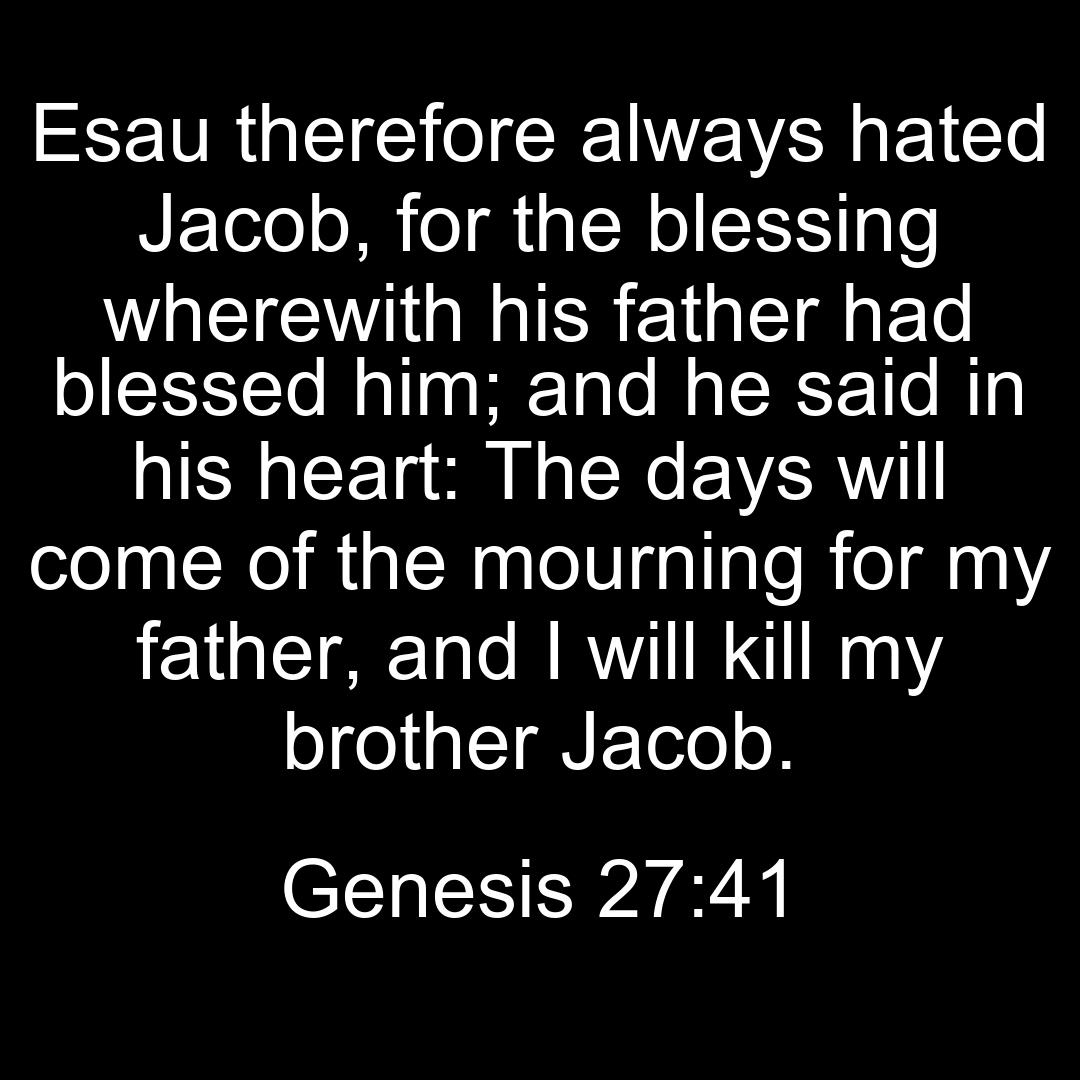 Esau therefore always hated
Jacob, for the blessing
wherewith his father had
blessed him; and he said in
his heart: The days will
come of the mourning for my
father, and I will kill my
brother Jacob.
Genesis 27:41